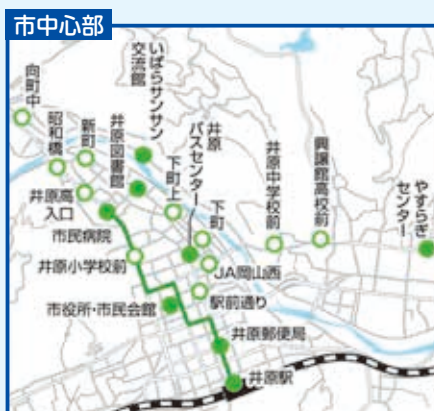 市中心部
向町中
昭和橋
新町
井原高
入口
井原図書館
いばらサンサン
交流館
下町上
井原
バスセンター
下町
井原中学校前
興譲館高校前
やすらぎ
センター
市民病院
井原小学校前
JA岡山西
市役所・市民会館
駅前通り
井原郵便局
井原駅